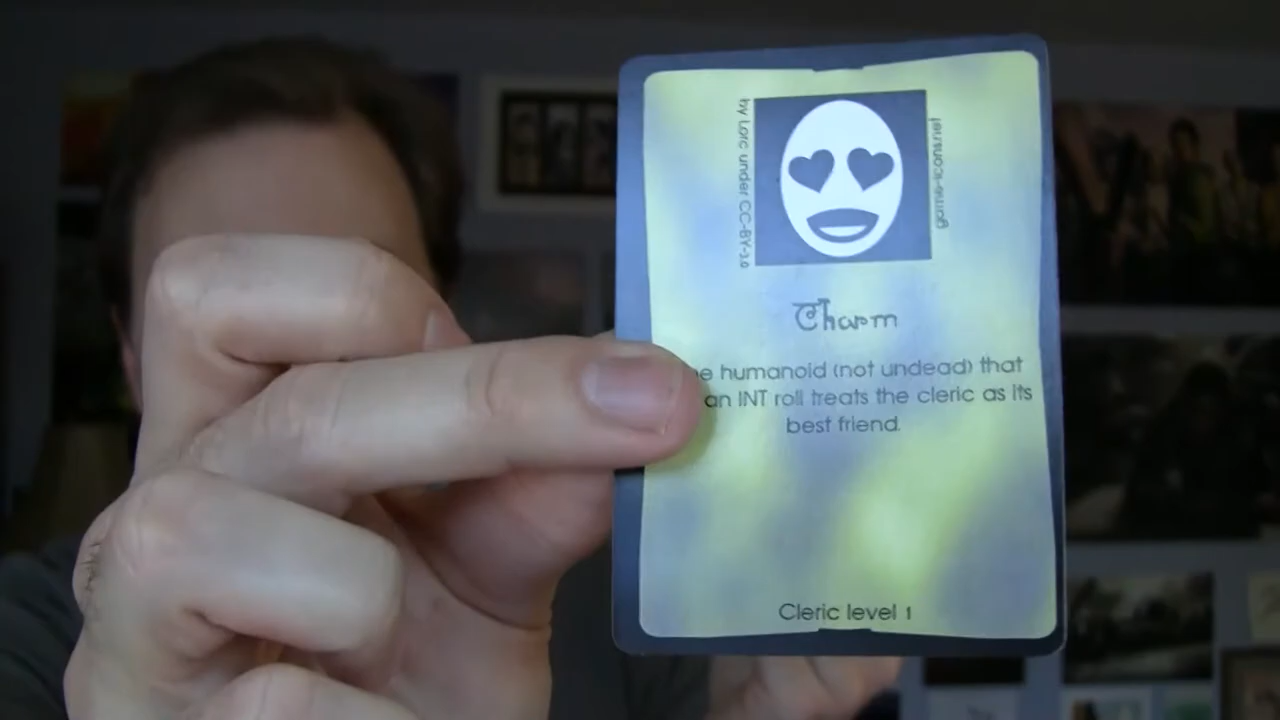 by Lorc under CC-BY-3.0
game-icons.net
Charm
humanoid (not undead) that
an INT roll treats the cleric as its
best friend.
Cleric level 1